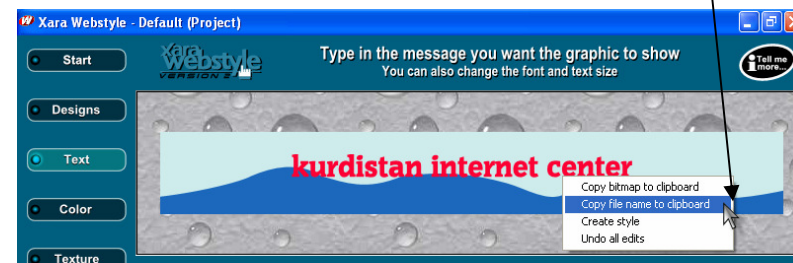 Xara Webstyle - Default (Project)
Start
Xara
Webstyle
VERSION 2
Type in the message you want the graphic to show
You can also change the font and text size
Tell me
more...
Designs
Text
kurdistan internet center
Copy bitmap to clipboard
Copy file name to clipboard
Create style
Undo all edits
Color
Texture